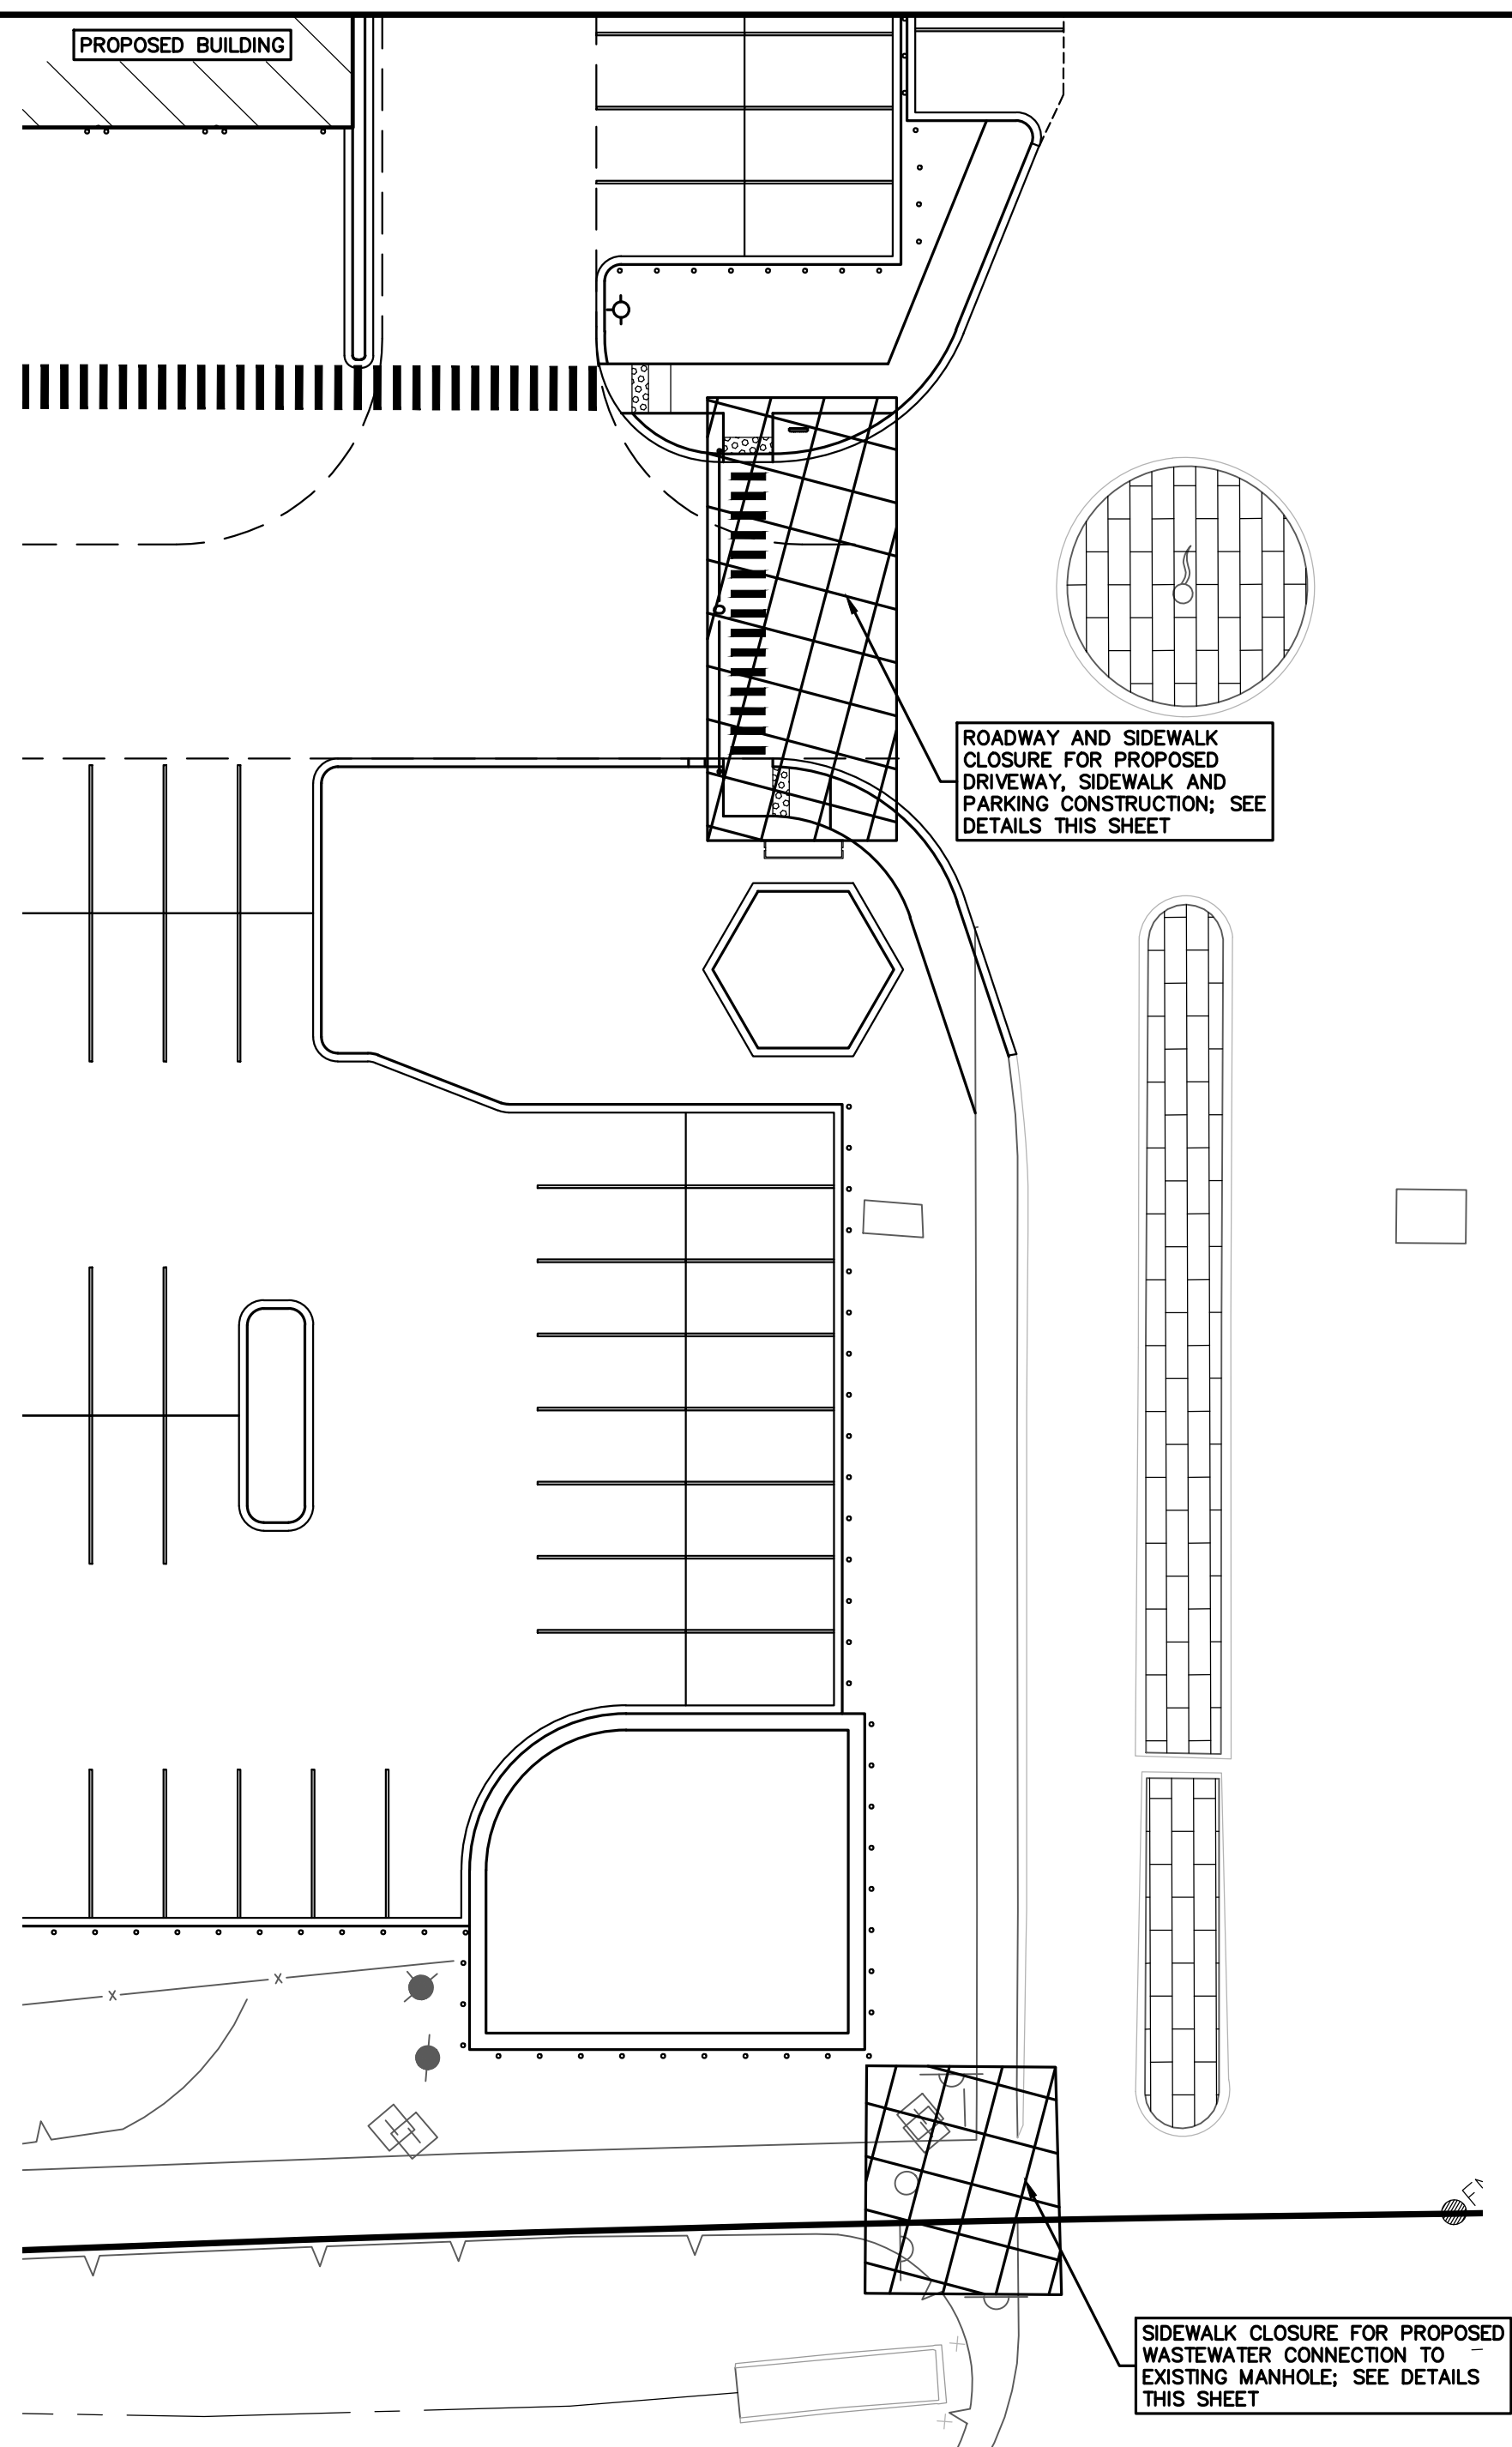 PROPOSED BUILDING
ROADWAY AND SIDEWALK
CLOSURE FOR PROPOSED
DRIVEWAY, SIDEWALK AND
PARKING CONSTRUCTION; SEE
DETAILS THIS SHEET
X
X
SIDEWALK CLOSURE FOR PROPOSED
WASTEWATER CONNECTION TO
EXISTING MANHOLE; SEE DETAILS
THIS SHEET